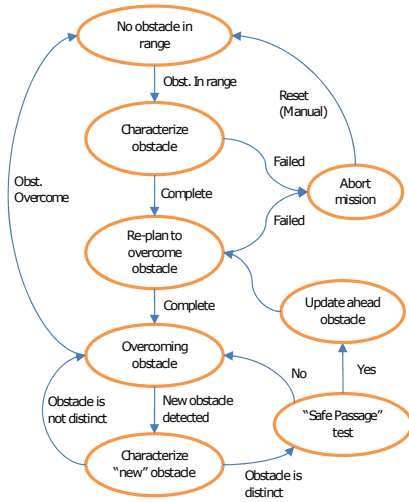 No obstacle in
range
Obst. In range
Reset
(Manual)
Characterize
obstacle
Failed
Abort
mission
Obst.
Overcome
Complete
Failed
Re-plan to
overcome
obstacle
Update ahead
obstacle
Complete
Overcoming
obstacle
No
Yes
Obstacle is
not distinct
New obstacle
detected
"Safe Passage"
test
Characterize
"new" obstacle
Obstacle is
distinct